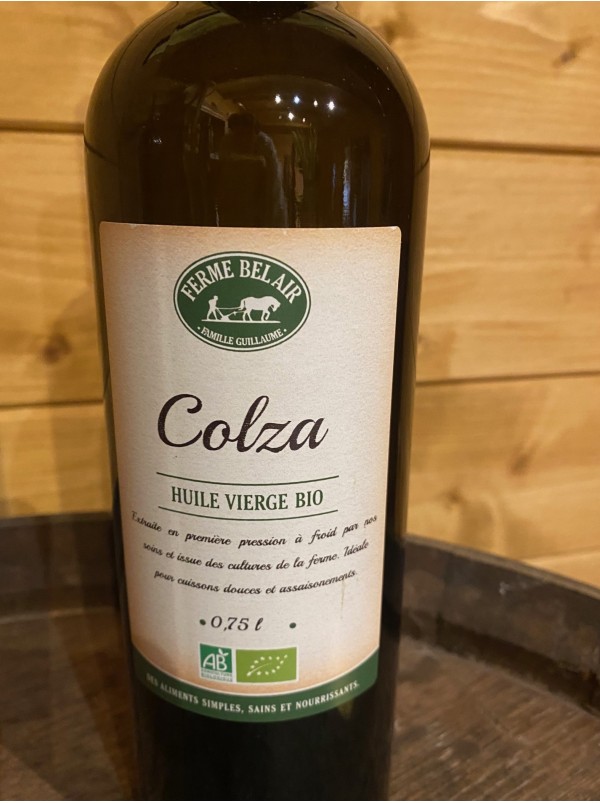 FERME BEL AIR
• FAMILLE GUILLAUME •
Colza
HUILE VIERGE BIO
Extraite en première pression à froid par nos
soins et issue des cultures de la ferme. Idéale
pour cuissons douces et assaisonements.
• 0,75 l •
AB
DES ALIMENTS SIMPLES, SAINS ET NOURRISSANTS.